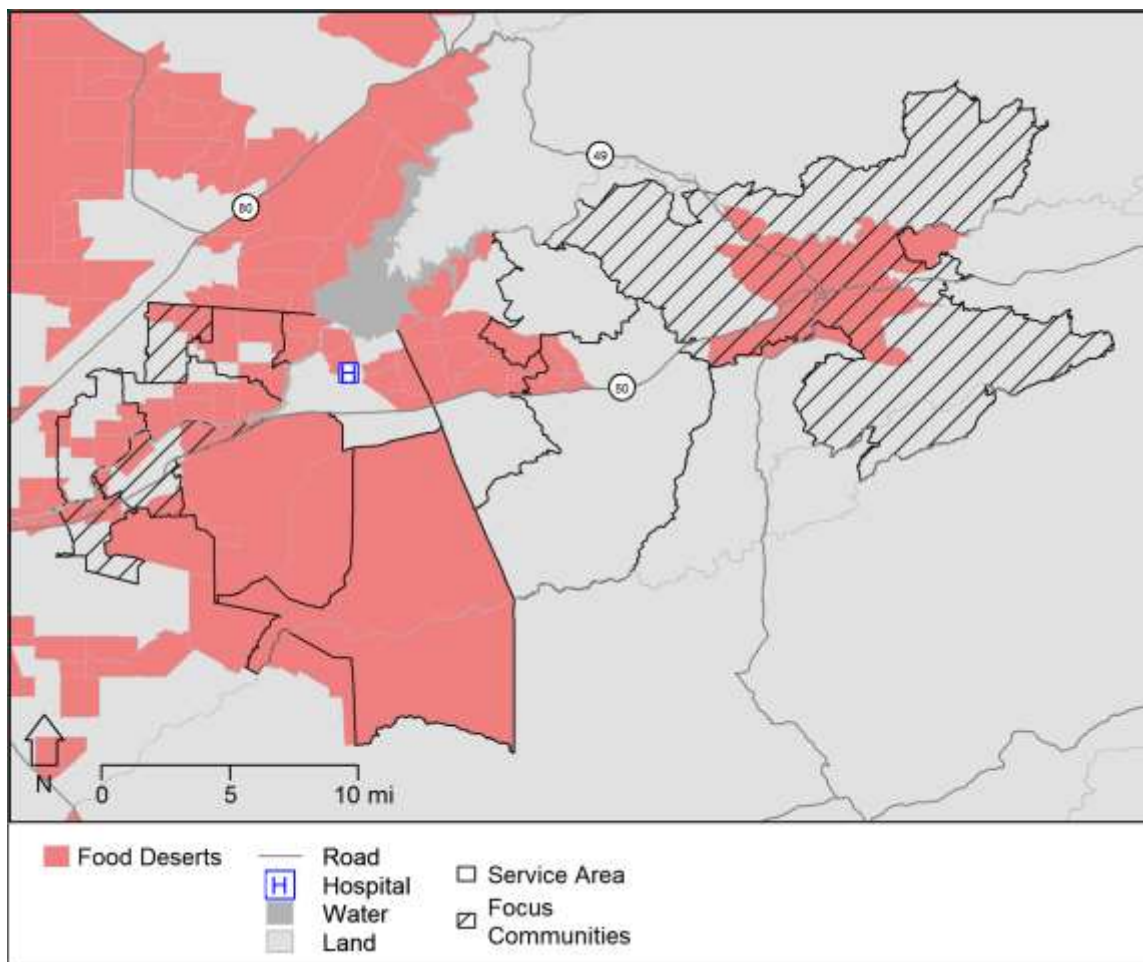 49
80
50
N
0 5 10 mi
Food Deserts
Road
Hospital
Water
Land
Service Area
Focus
Communities
H
H